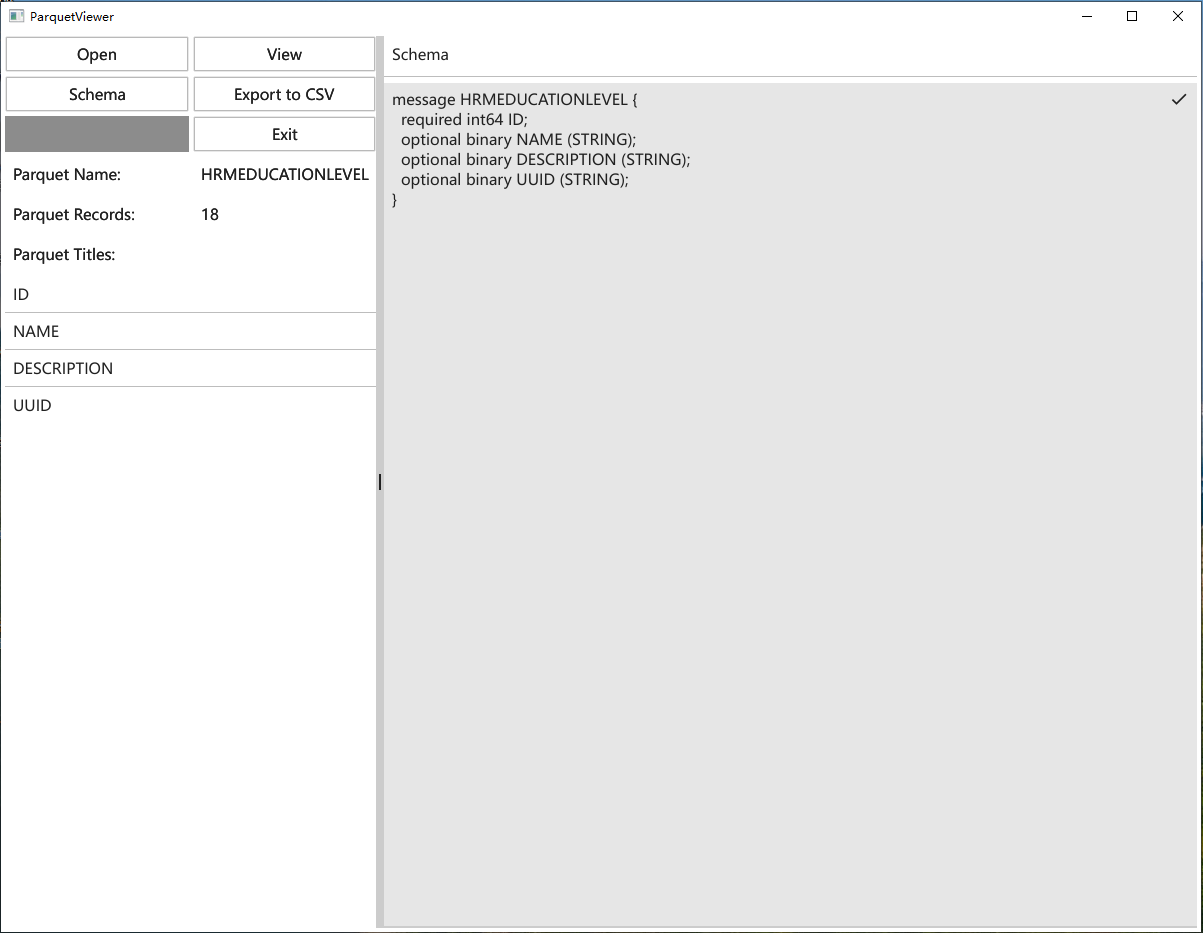 ParquetViewer
Open
View
Schema
Export to CSV
Exit
Parquet Name: HRMEDUCATIONLEVEL
Parquet Records: 18
Parquet Titles:
ID
NAME
DESCRIPTION
UUID
Schema
message HRMEDUCATIONLEVEL {
  required int64 ID;
  optional binary NAME (STRING);
  optional binary DESCRIPTION (STRING);
  optional binary UUID (STRING);
}